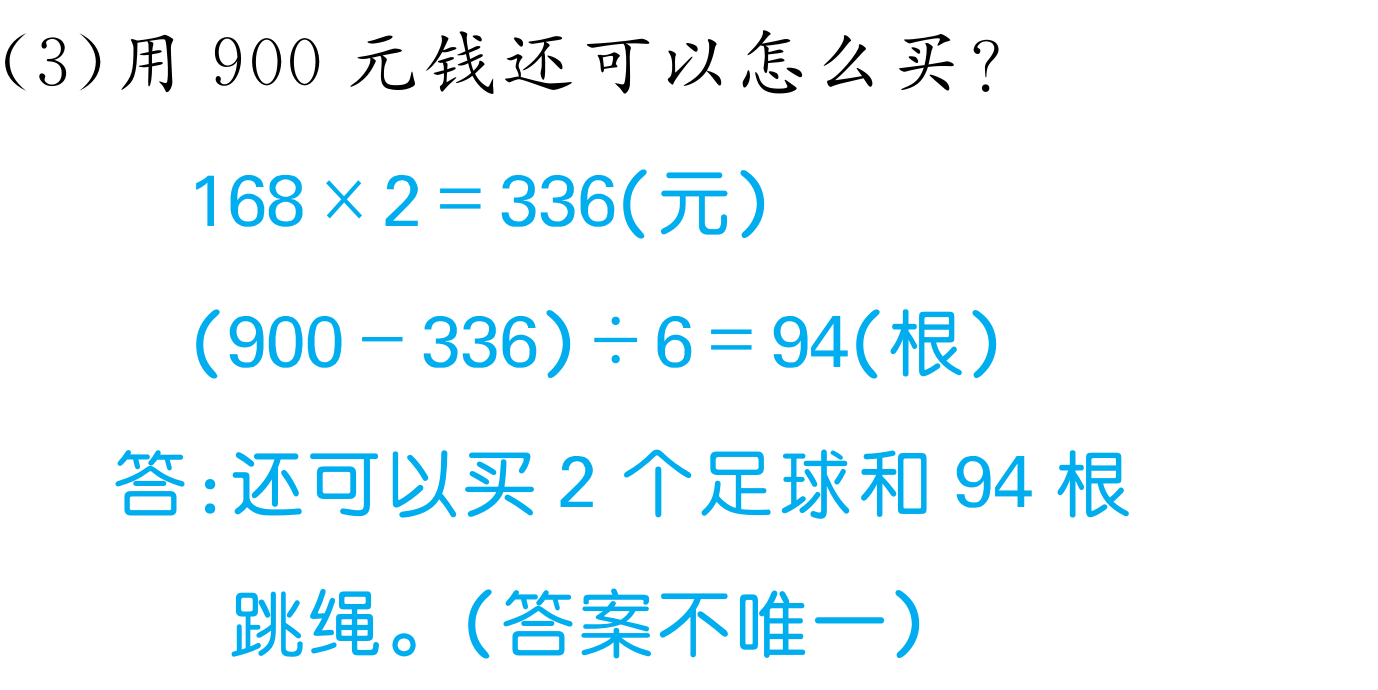 (3)用 900 元钱还可以怎么买?
168×2=336(元)
(900-336)÷6=94(根)
答:还可以买 2 个足球和 94 根
跳绳。(答案不唯一)